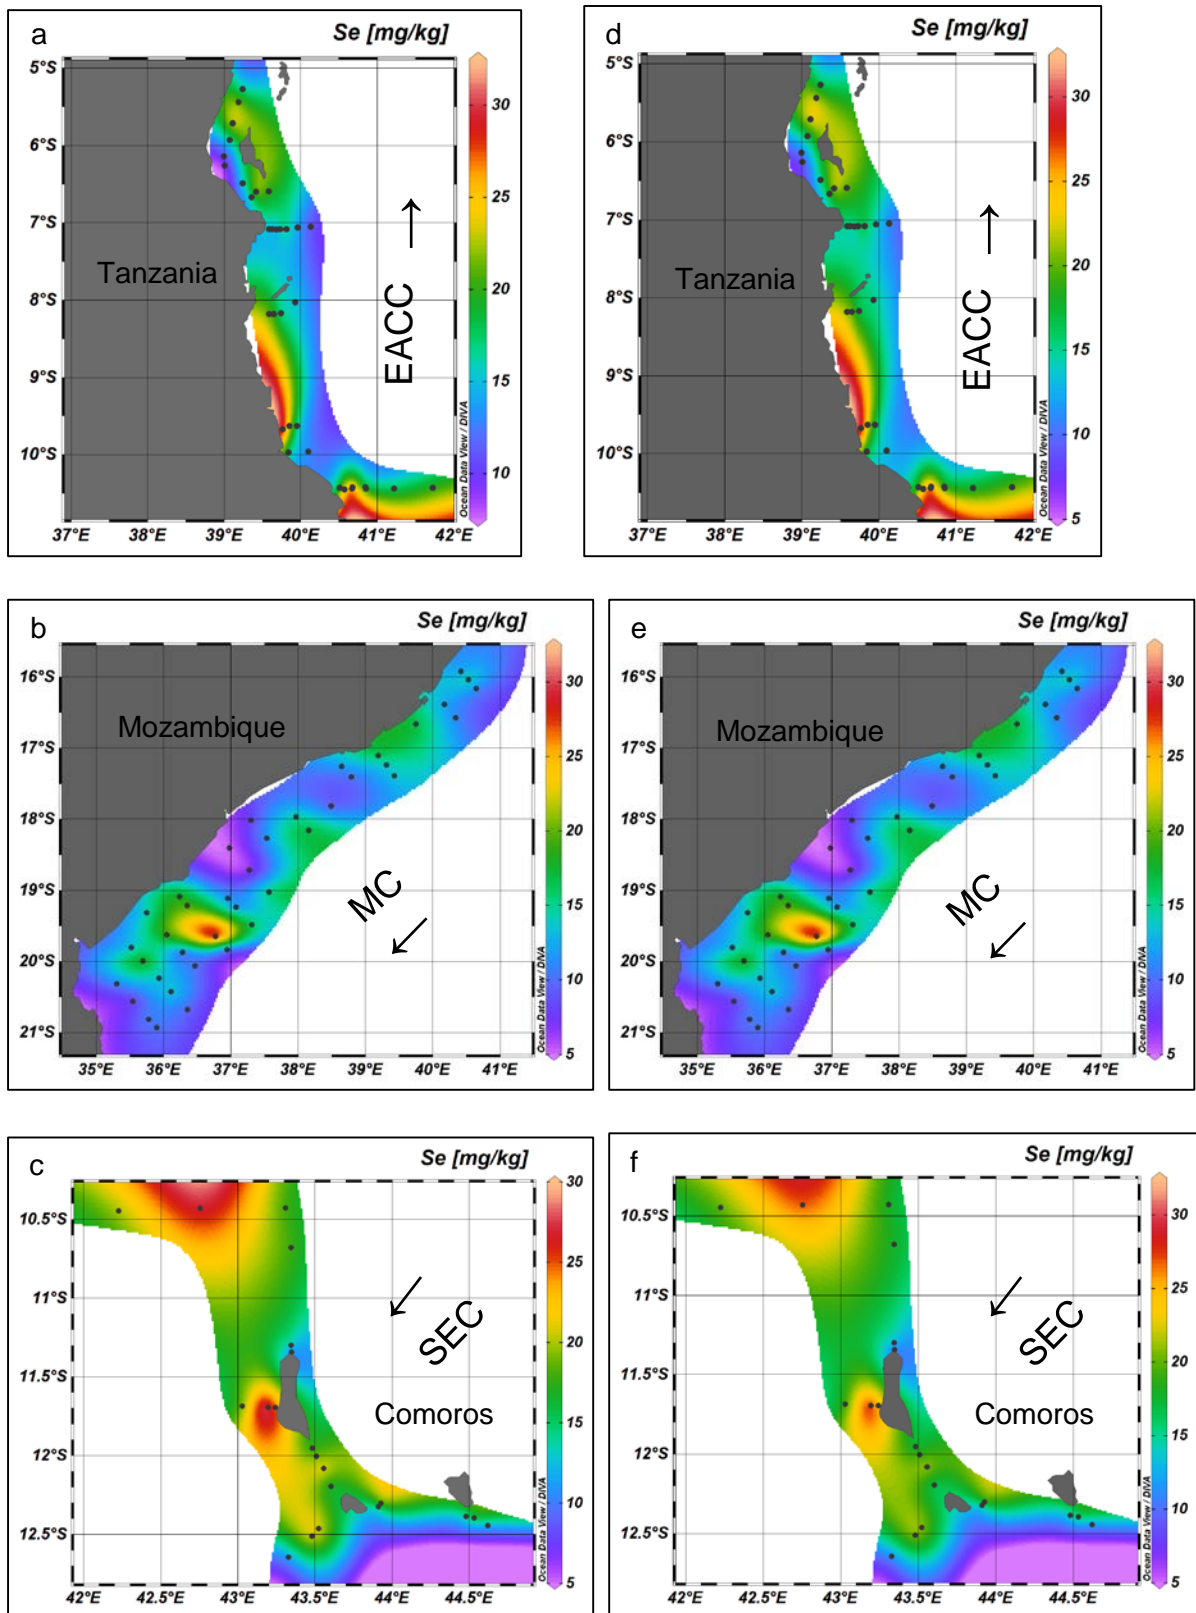 a
Se [mg/kg]
5°S
6°S
7°S
8°S
9°S
10°S
Tanzania
EACC
30
25
20
15
10
Ocean Data View / DIVA
37°E 38°E 39°E 40°E 41°E 42°E
d
Se [mg/kg]
5°S
6°S
7°S
8°S
9°S
10°S
Tanzania
EACC
30
25
20
15
10
5
Ocean Data View / DIVA
37°E 38°E 39°E 40°E 41°E 42°E
b
Se [mg/kg]
16°S
17°S
18°S
19°S
20°S
21°S
Mozambique
MC
30
25
20
15
10
5
Ocean Data View / DIVA
35°E 36°E 37°E 38°E 39°E 40°E 41°E
e
Se [mg/kg]
16°S
17°S
18°S
19°S
20°S
21°S
Mozambique
MC
30
25
20
15
10
5
Ocean Data View / DIVA
35°E 36°E 37°E 38°E 39°E 40°E 41°E
c
Se [mg/kg]
10.5°S
11°S
11.5°S
12°S
12.5°S
SEC
Comoros
30
25
20
15
10
5
Ocean Data View / DIVA
42°E 42.5°E 43°E 43.5°E 44°E 44.5°E
f
Se [mg/kg]
10.5°S
11°S
11.5°S
12°S
12.5°S
SEC
Comoros
30
25
20
15
10
5
Ocean Data View / DIVA
42°E 42.5°E 43°E 43.5°E 44°E 44.5°E